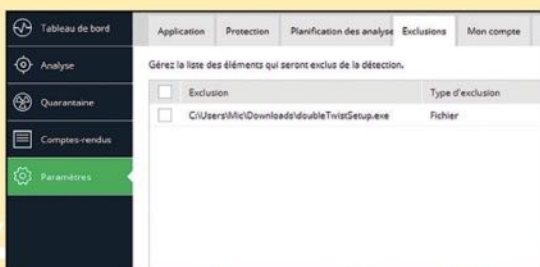 Tableau de bord
Analyse
Quarantaine
Comptes-rendus
Paramètres
Application Protection Planification des analyse Exclusions Mon compte
Gérez la liste des éléments qui seront exclus de la détection.
Exclusion Type d'exclusion
C:\Users\Mic\Downloads\doubleTwistSetup.exe Fichier